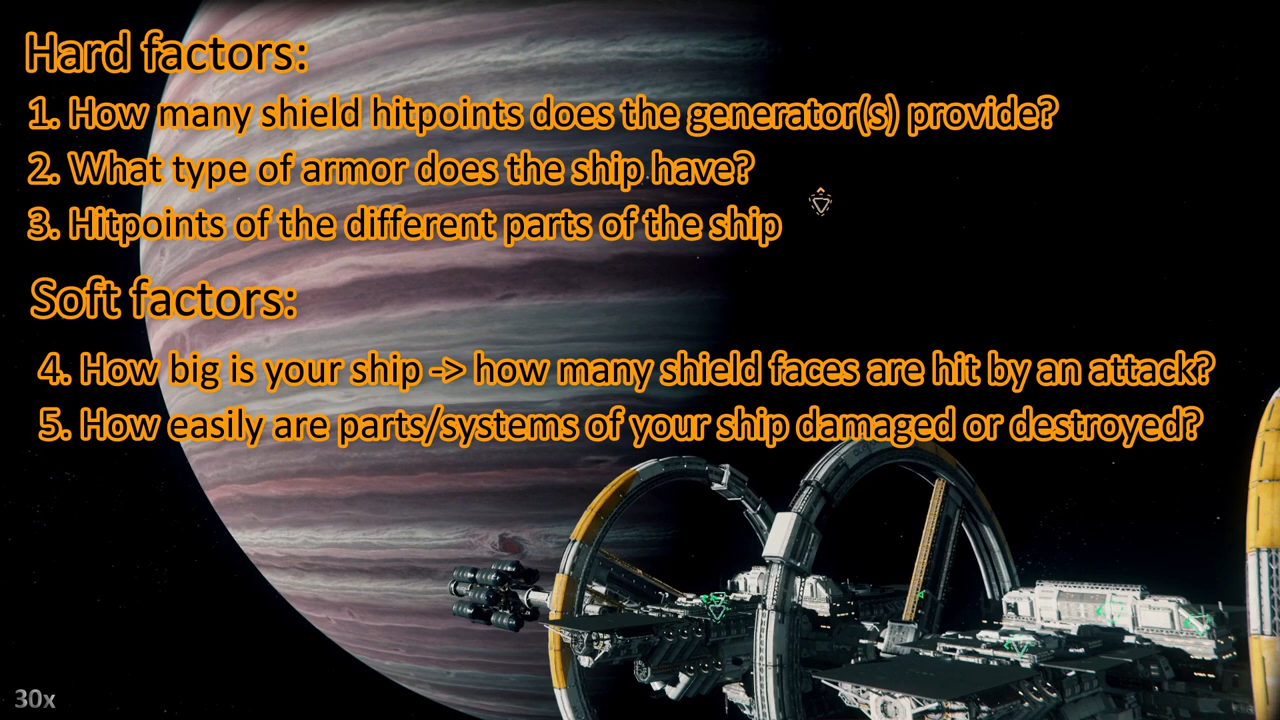 Hard factors:
1. How many shield hitpoints does the generator(s) provide?
2. What type of armor does the ship have?
3. Hitpoints of the different parts of the ship
Soft factors:
4. How big is your ship -> how many shield faces are hit by an attack?
5. How easily are parts/systems of your ship damaged or destroyed?
30x